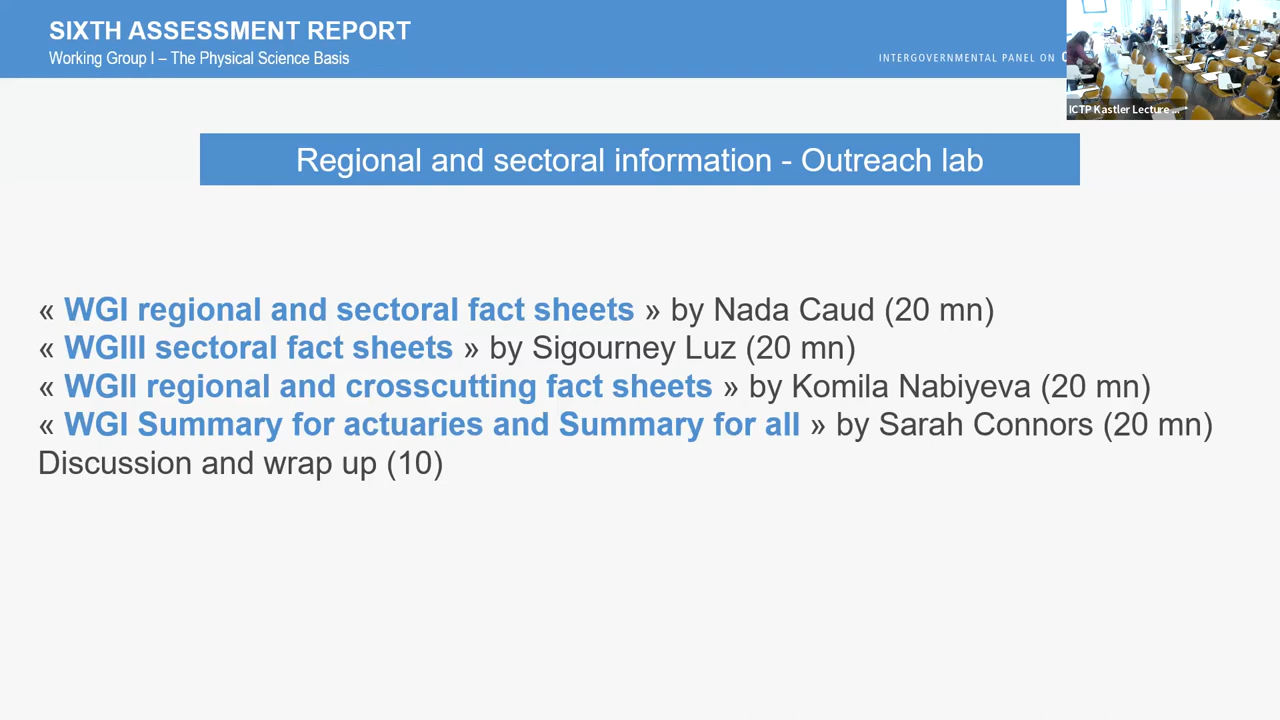 SIXTH ASSESSMENT REPORT
Working Group I – The Physical Science Basis
INTERGOVERNMENTAL PANEL ON
ICTP Kastler Lecture ...
Regional and sectoral information - Outreach lab
« WGI regional and sectoral fact sheets » by Nada Caud (20 mn)
« WGIII sectoral fact sheets » by Sigourney Luz (20 mn)
« WGII regional and crosscutting fact sheets » by Komila Nabiyeva (20 mn)
« WGI Summary for actuaries and Summary for all » by Sarah Connors (20 mn)
Discussion and wrap up (10)